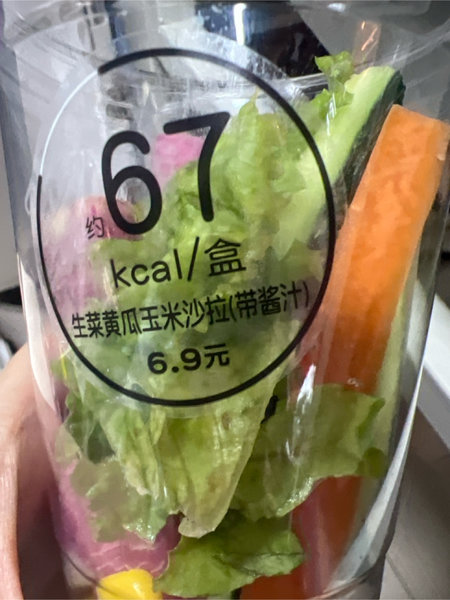 约67
kcal/盒
生菜黄瓜玉米沙拉(带酱汁)
6.9元